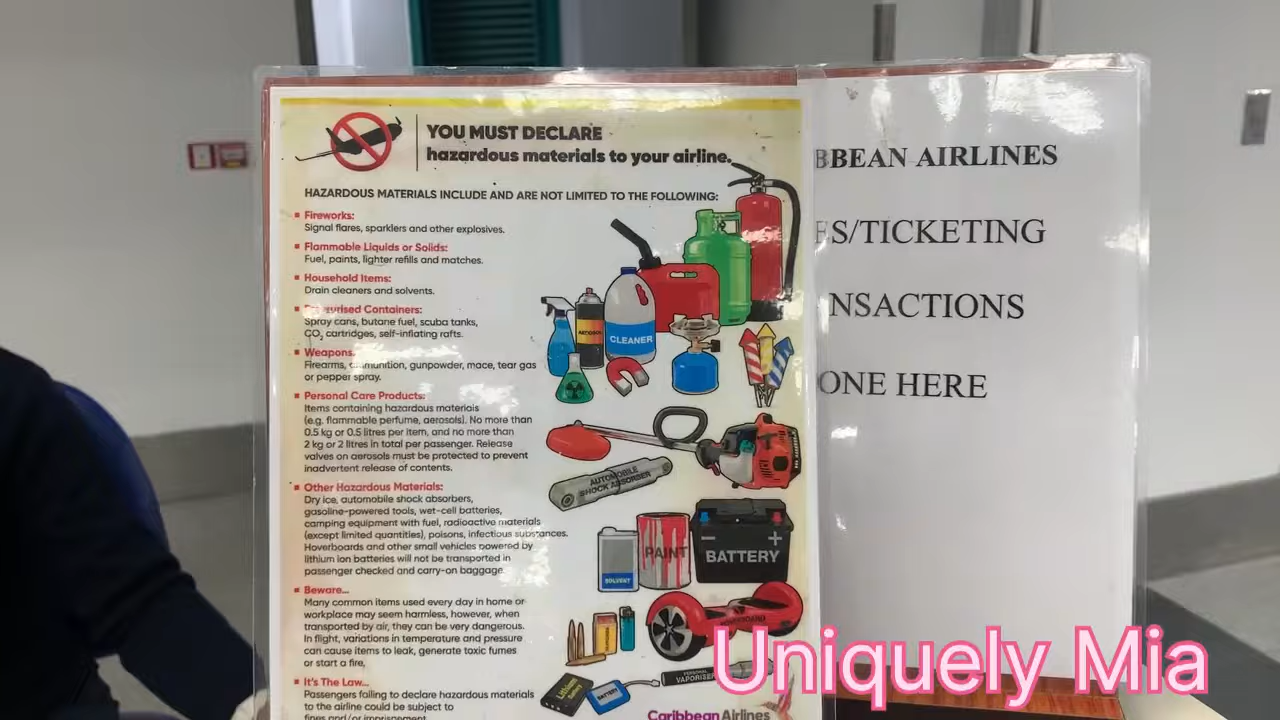 YOU MUST DECLARE
hazardous materials to your airline.
HAZARDOUS MATERIALS INCLUDE AND ARE NOT LIMITED TO THE FOLLOWING:
Fireworks:
Signal flares, sparklers and other explosives.
Flammable Liquids or Solids:
Fuel, paints, lighter refills and matches.
Household Items:
Drain cleaners and solvents.
Pressurised Containers:
Spray cans, butane fuel, scuba tanks,
CO2 cartridges, self-inflating rafts.
Weapons:
Firearms, ammunition, gunpowder, mace, tear gas
or pepper spray.
Personal Care Products:
Items containing hazardous materials
(e.g. flammable perfume, aerosols). No more than
0.5 kg or 0.5 litres per item, and no more than
2 kg or 2 litres in total per passenger. Release
valves on aerosols must be protected to prevent
inadvertent release of contents.
Other Hazardous Materials:
Dry ice, automobile shock absorbers,
gasoline-powered tools, wet-cell batteries,
camping equipment with fuel, radioactive materials
(except limited quantities), poisons, infectious substances.
Hoverboards and other small vehicles powered by
lithium ion batteries will not be transported in
passenger checked and carry-on baggage.
Beware...
Many common items used every day in home or
workplace may seem harmless, however, when
transported by air, they can be very dangerous.
In flight, variations in temperature and pressure
can cause items to leak, generate toxic fumes
or start a fire,
It's The Law...
Passengers failing to declare hazardous materials
to the airline could be subject to
fines and/or imprisonment
AEROSOL
CLEANER
AUTOMOBILE
SHOCK ABSORBER
SOLVENT
PAINT
BATTERY
HOVERBOARD
PERSONAL
VAPORISER
BATTERY
Caribbean Airlines
BBEAN AIRLINES
ES/TICKETING
NSACTIONS
ONE HERE
Uniquely Mia